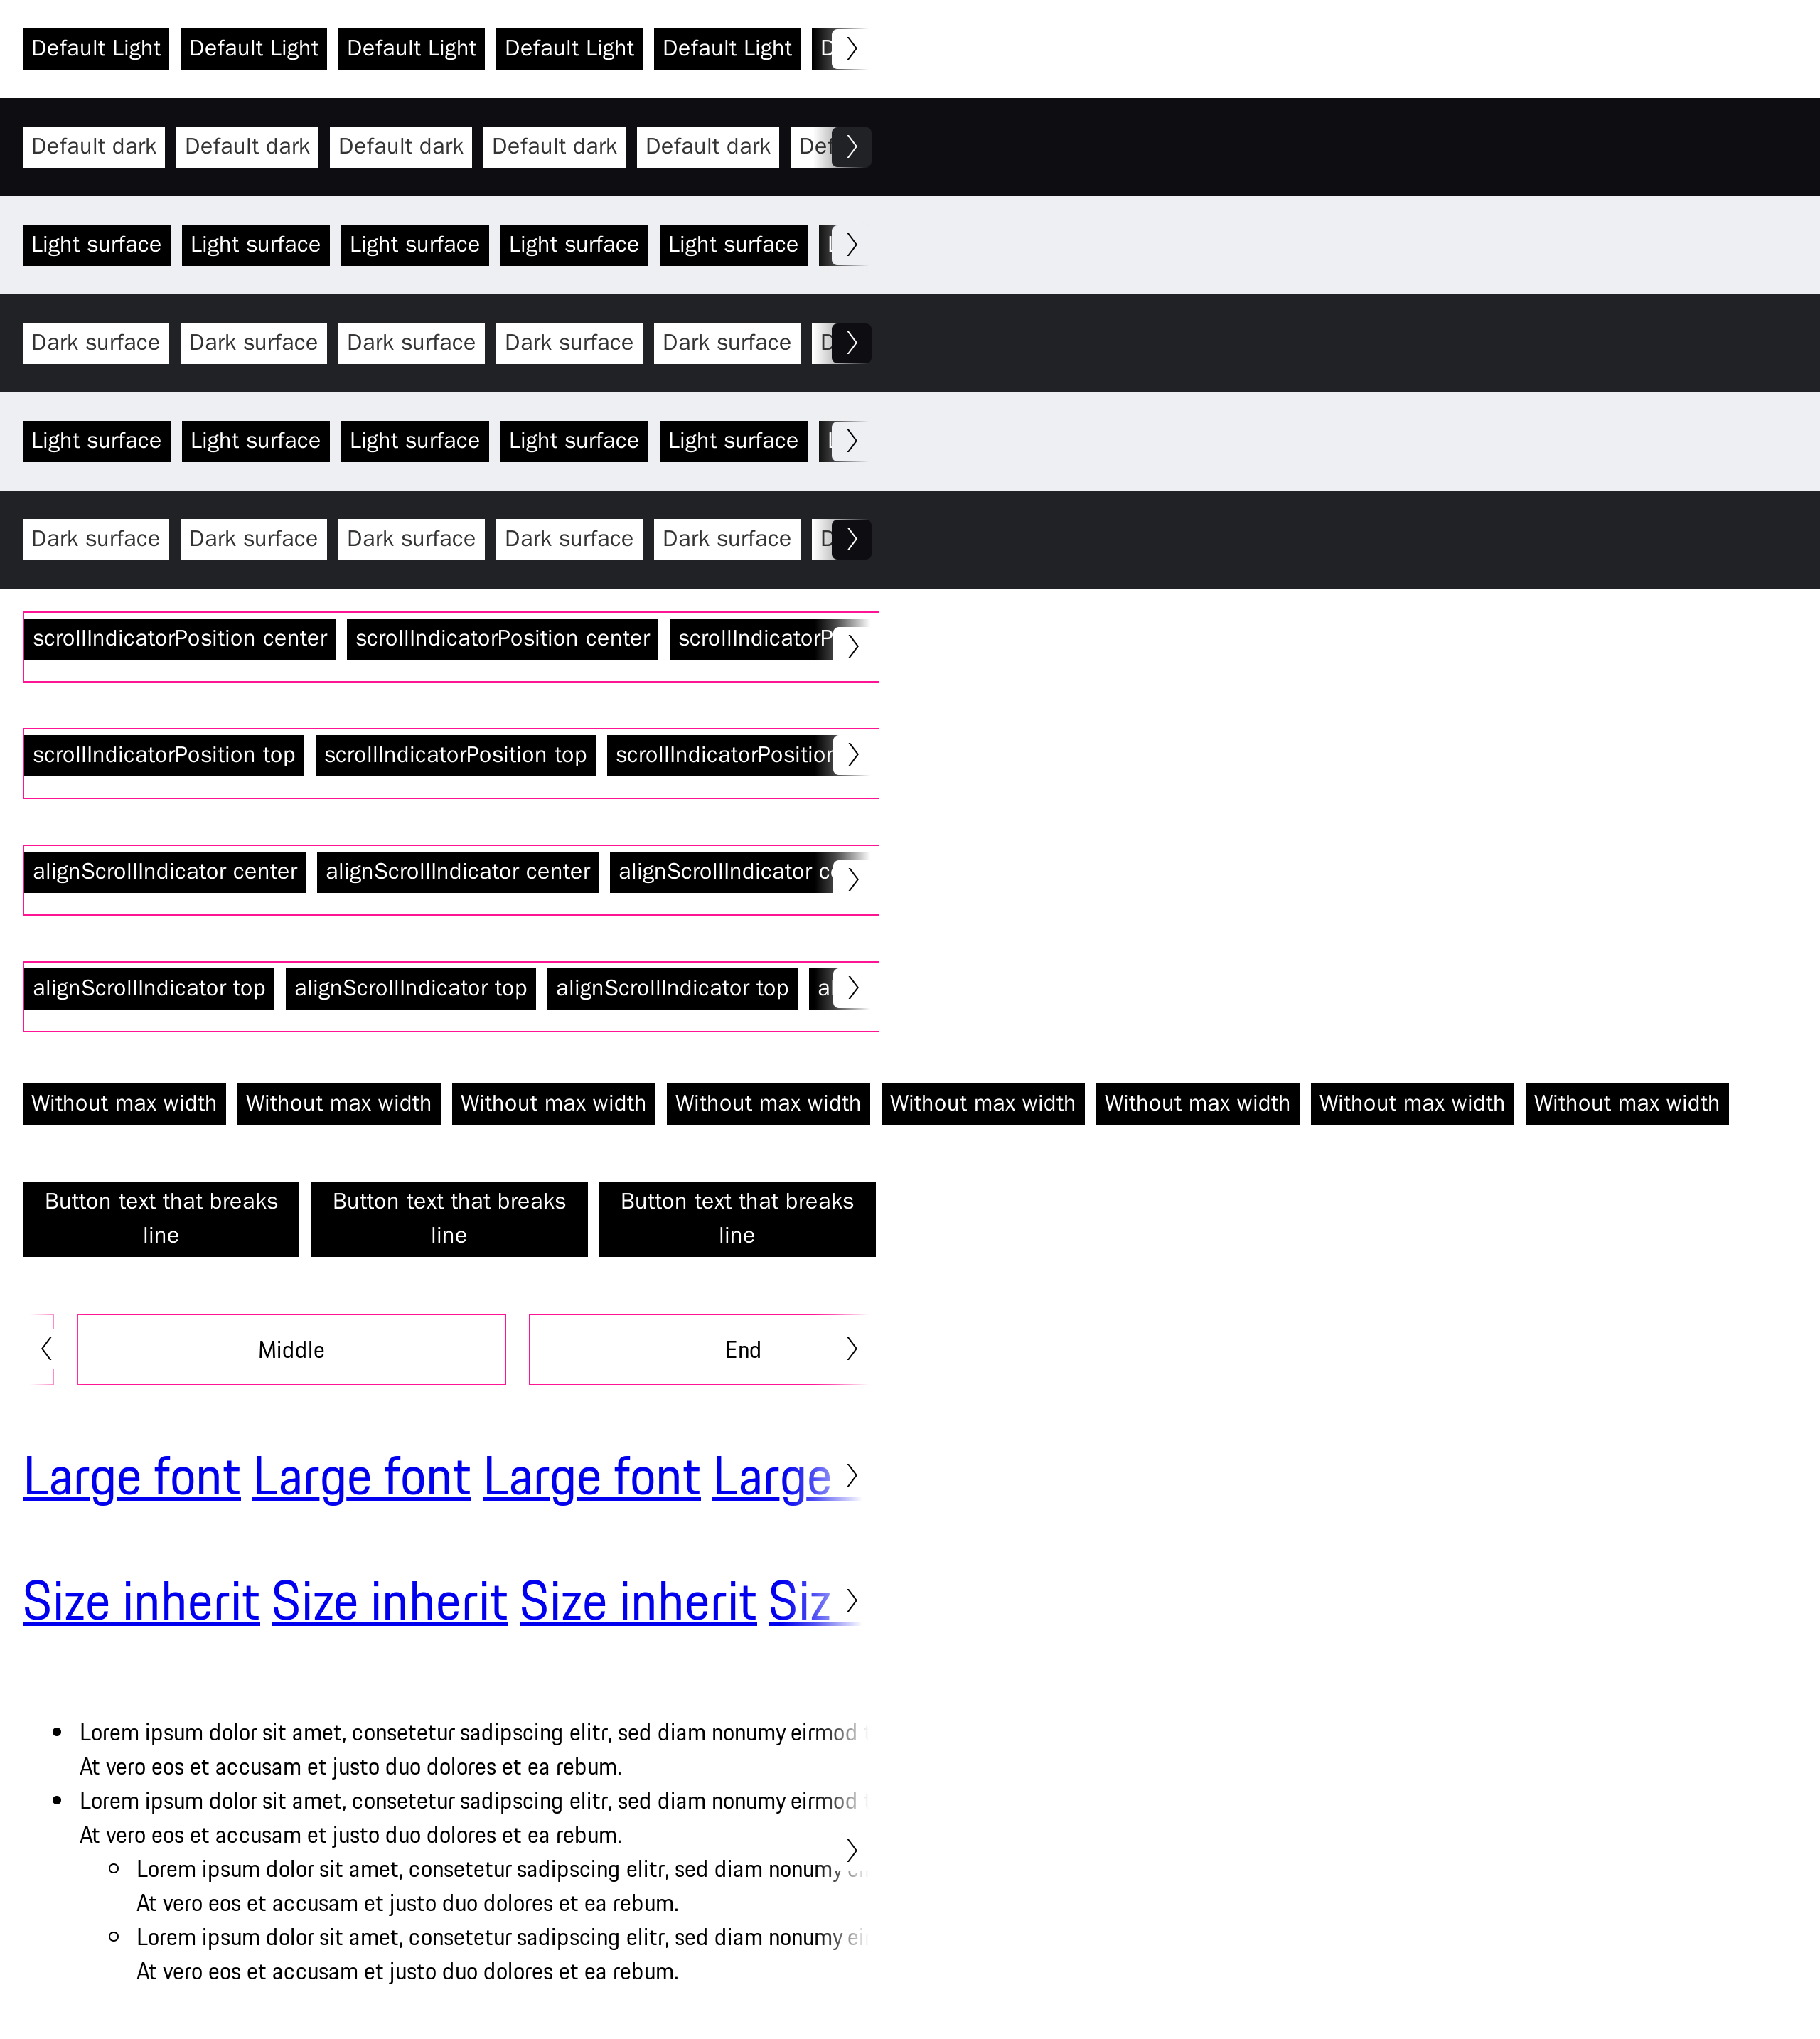 Default Light Default Light Default Light Default Light Default Light
Default dark Default dark Default dark Default dark Default dark
Light surface Light surface Light surface Light surface Light surface
Dark surface Dark surface Dark surface Dark surface Dark surface
Light surface Light surface Light surface Light surface Light surface
Dark surface Dark surface Dark surface Dark surface Dark surface
scrollIndicatorPosition center scrollIndicatorPosition center scrollIndicatorP
scrollIndicatorPosition top scrollIndicatorPosition top scrollIndicatorPosition
alignScrollIndicator center alignScrollIndicator center alignScrollIndicator
alignScrollIndicator top alignScrollIndicator top alignScrollIndicator top
Without max width Without max width Without max width Without max width Without max width Without max width Without max width Without max width
Button text that breaks Button text that breaks Button text that breaks
line line line
Middle End
Large font Large font Large font Large
Size inherit Size inherit Size inherit Siz
Lorem ipsum dolor sit amet, consetetur sadipscing elitr, sed diam nonumy eirmod
At vero eos et accusam et justo duo dolores et ea rebum.
Lorem ipsum dolor sit amet, consetetur sadipscing elitr, sed diam nonumy eirmod
At vero eos et accusam et justo duo dolores et ea rebum.
Lorem ipsum dolor sit amet, consetetur sadipscing elitr, sed diam nonumy
At vero eos et accusam et justo duo dolores et ea rebum.
Lorem ipsum dolor sit amet, consetetur sadipscing elitr, sed diam nonumy
At vero eos et accusam et justo duo dolores et ea rebum.